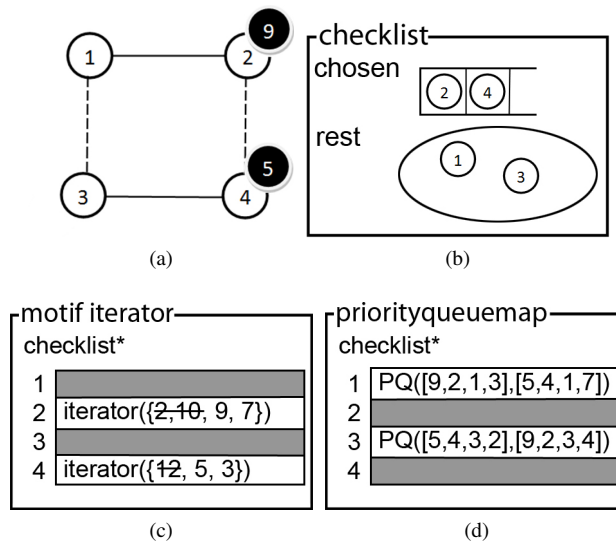 1 2 9
3 4 5
(a)
checklist
chosen
2 4
rest
1 3
(b)
motif iterator
checklist*
1
2 iterator({2,10, 9, 7})
3
4 iterator({12, 5, 3})
(c)
priorityqueuemap
checklist*
1 PQ([9,2,1,3],[5,4,1,7])
2
3 PQ([5,4,3,2],[9,2,3,4])
4
(d)